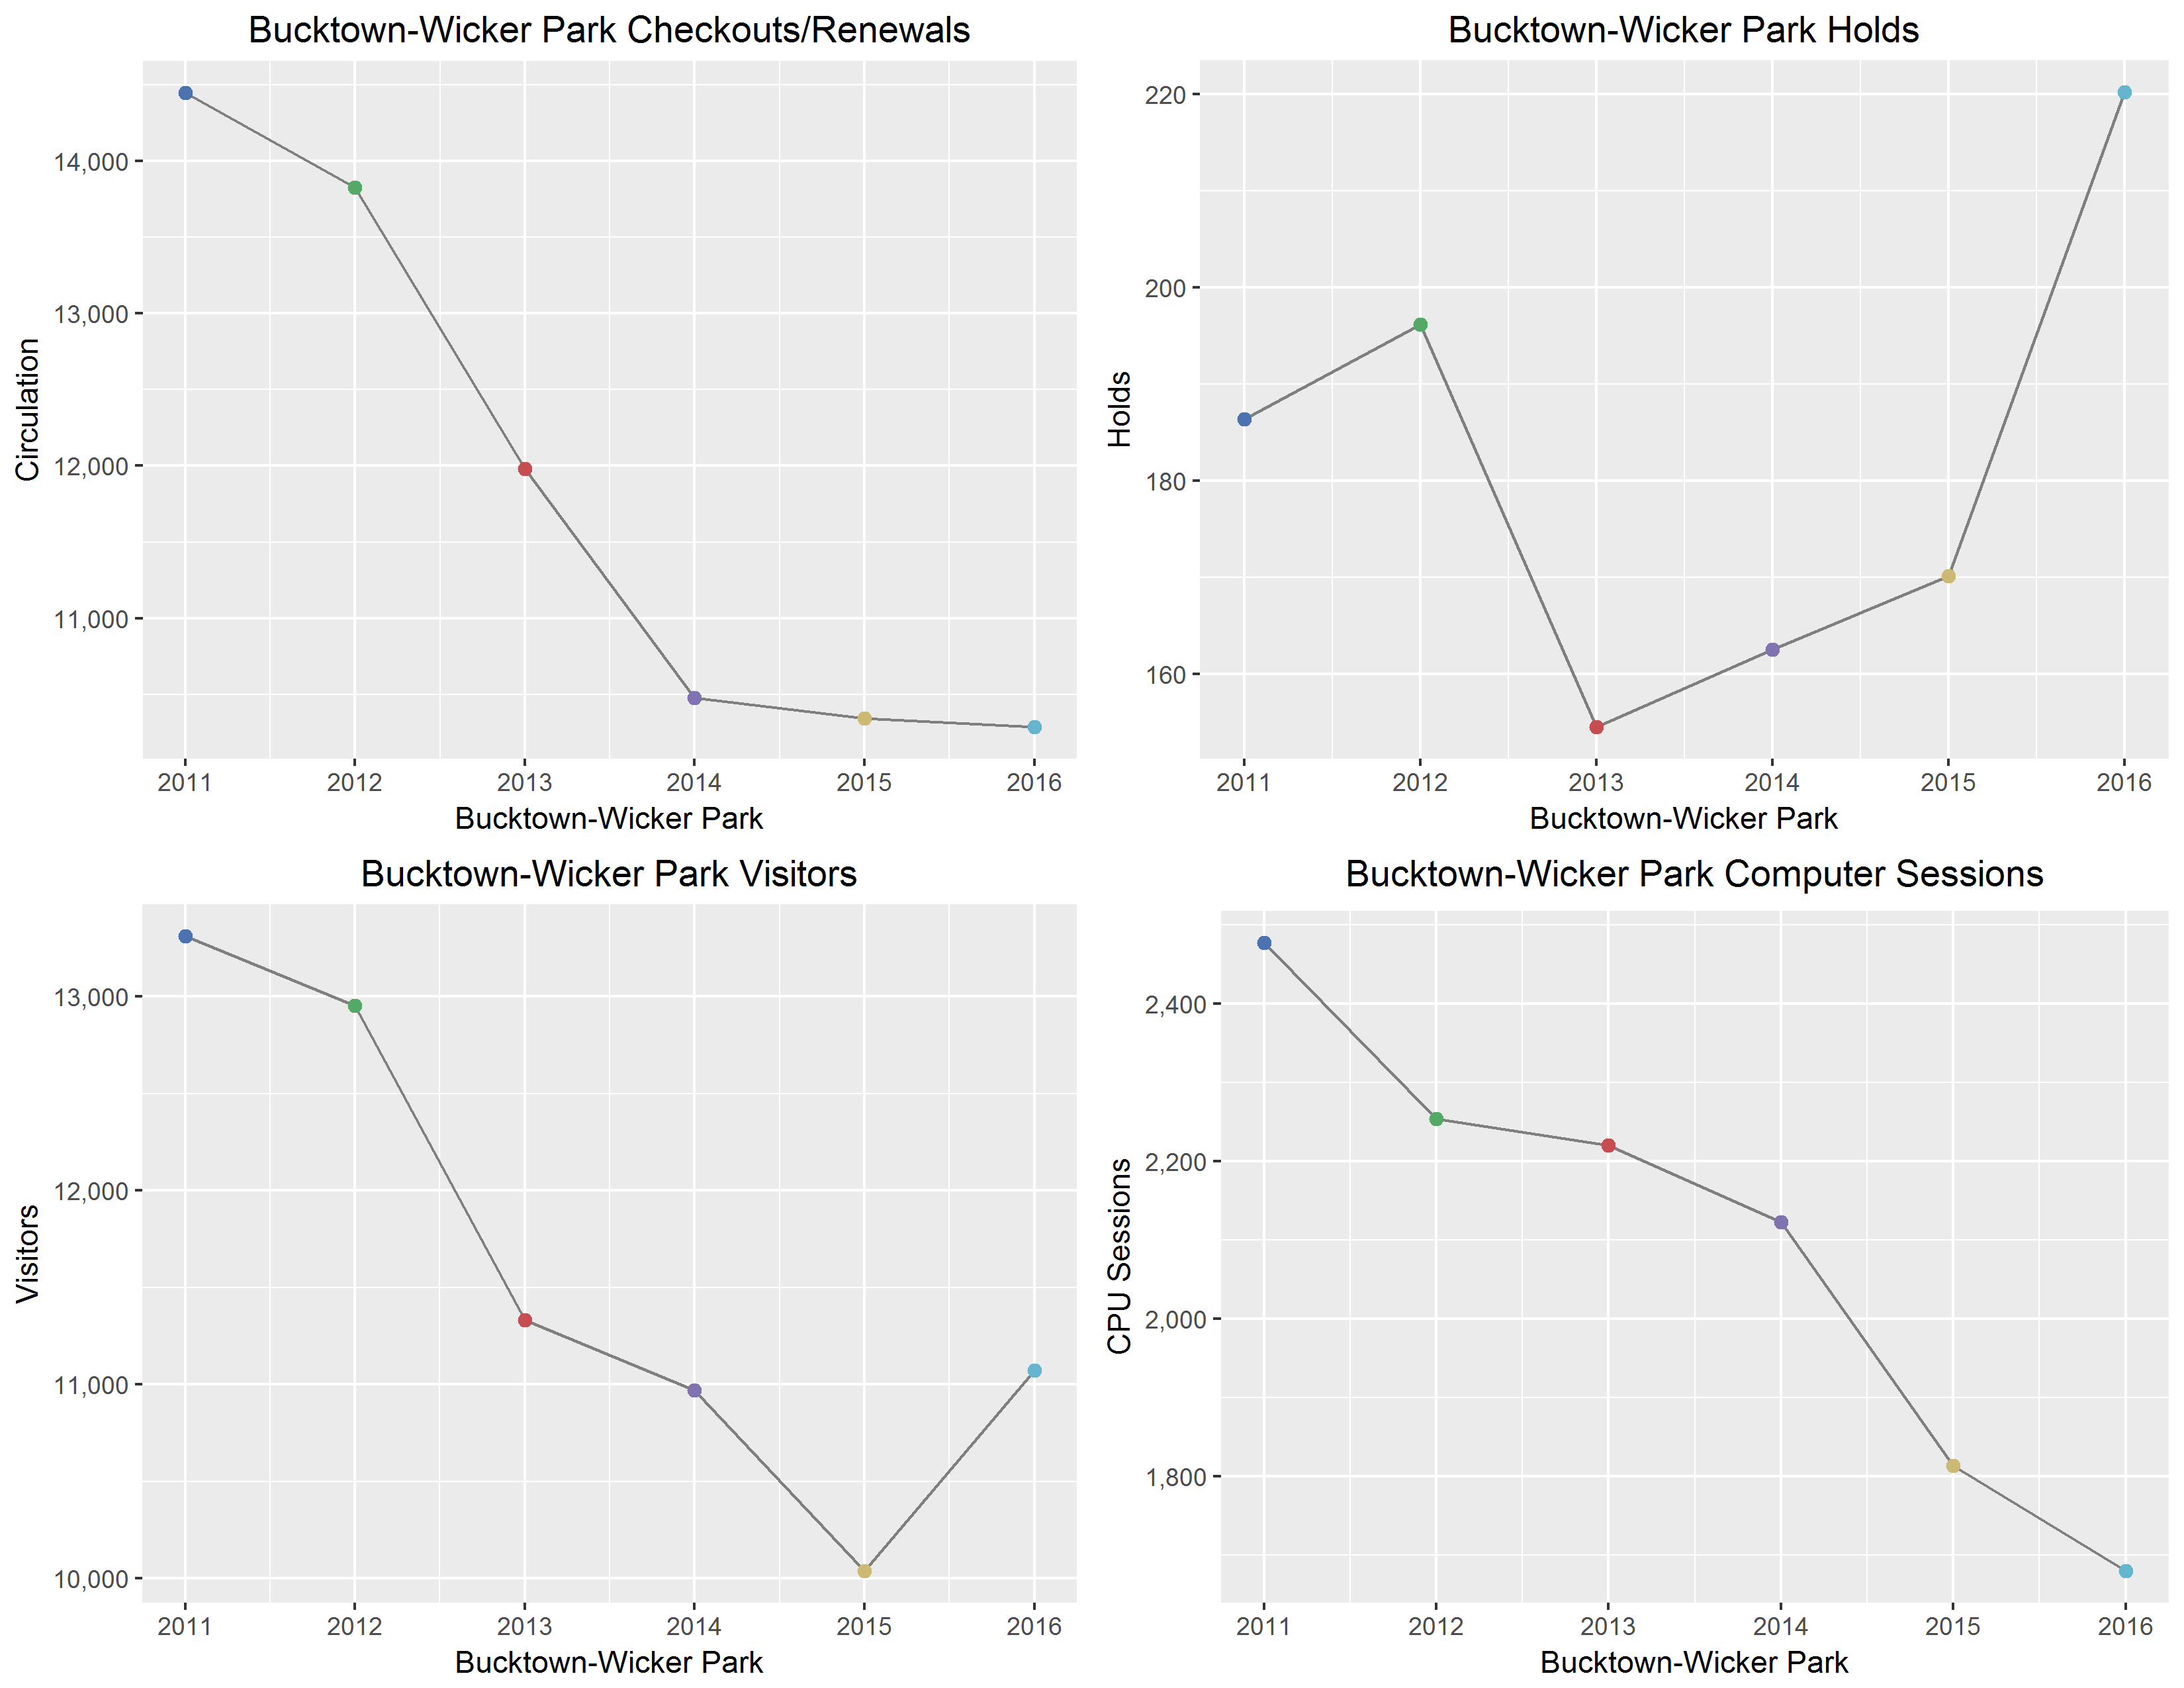 Bucktown-Wicker Park Checkouts/Renewals
Circulation
14,000
13,000
12,000
11,000
2011 2012 2013 2014 2015 2016
Bucktown-Wicker Park
Bucktown-Wicker Park Holds
Holds
220
200
180
160
2011 2012 2013 2014 2015 2016
Bucktown-Wicker Park
Bucktown-Wicker Park Visitors
Visitors
13,000
12,000
11,000
10,000
2011 2012 2013 2014 2015 2016
Bucktown-Wicker Park
Bucktown-Wicker Park Computer Sessions
CPU Sessions
2,400
2,200
2,000
1,800
2011 2012 2013 2014 2015 2016
Bucktown-Wicker Park